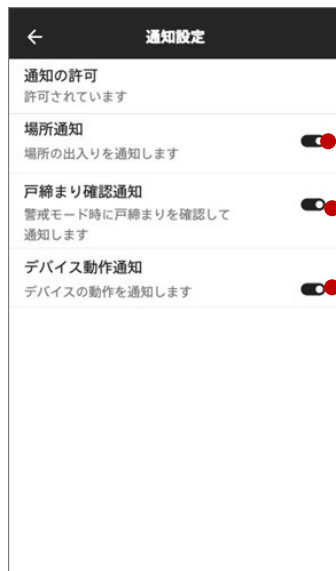 通知設定
通知の許可
許可されています
場所通知
場所の出入りを通知します
戸締まり確認通知
警戒モード時に戸締まりを確認して
通知します
デバイス動作通知
デバイスの動作を通知します